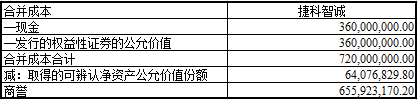 合并成本 捷科智诚
—现金 360,000,000.00
—发行的权益性证券的公允价值 360,000,000.00
合并成本合计 720,000,000.00
减：取得的可辨认净资产公允价值份额 64,076,829.80
商誉 655,923,170.20